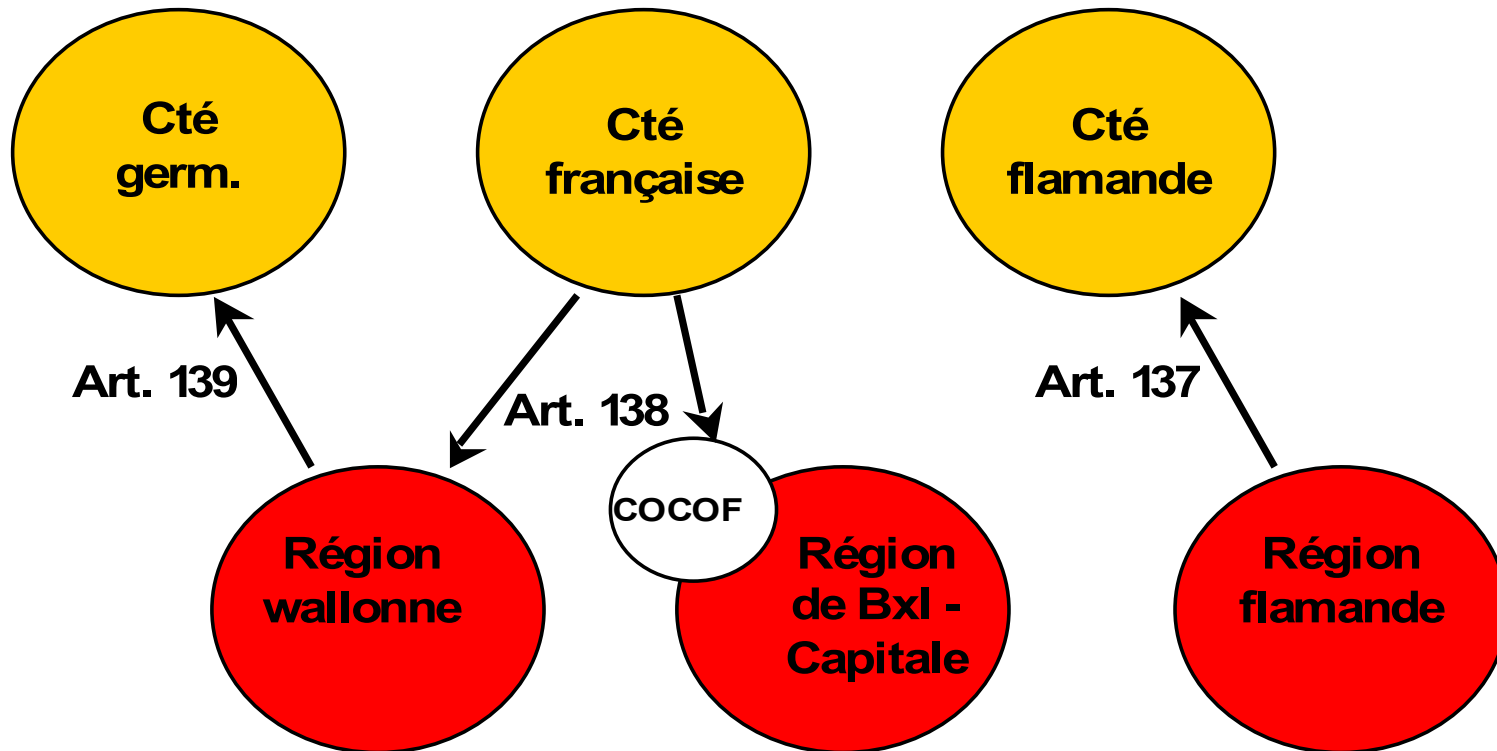 Cté
germ.
Cté
française
Cté
flamande
Art. 139
Art. 138
Art. 137
COCOF
Région
wallonne
Région
de Bxl -
Capitale
Région
flamande